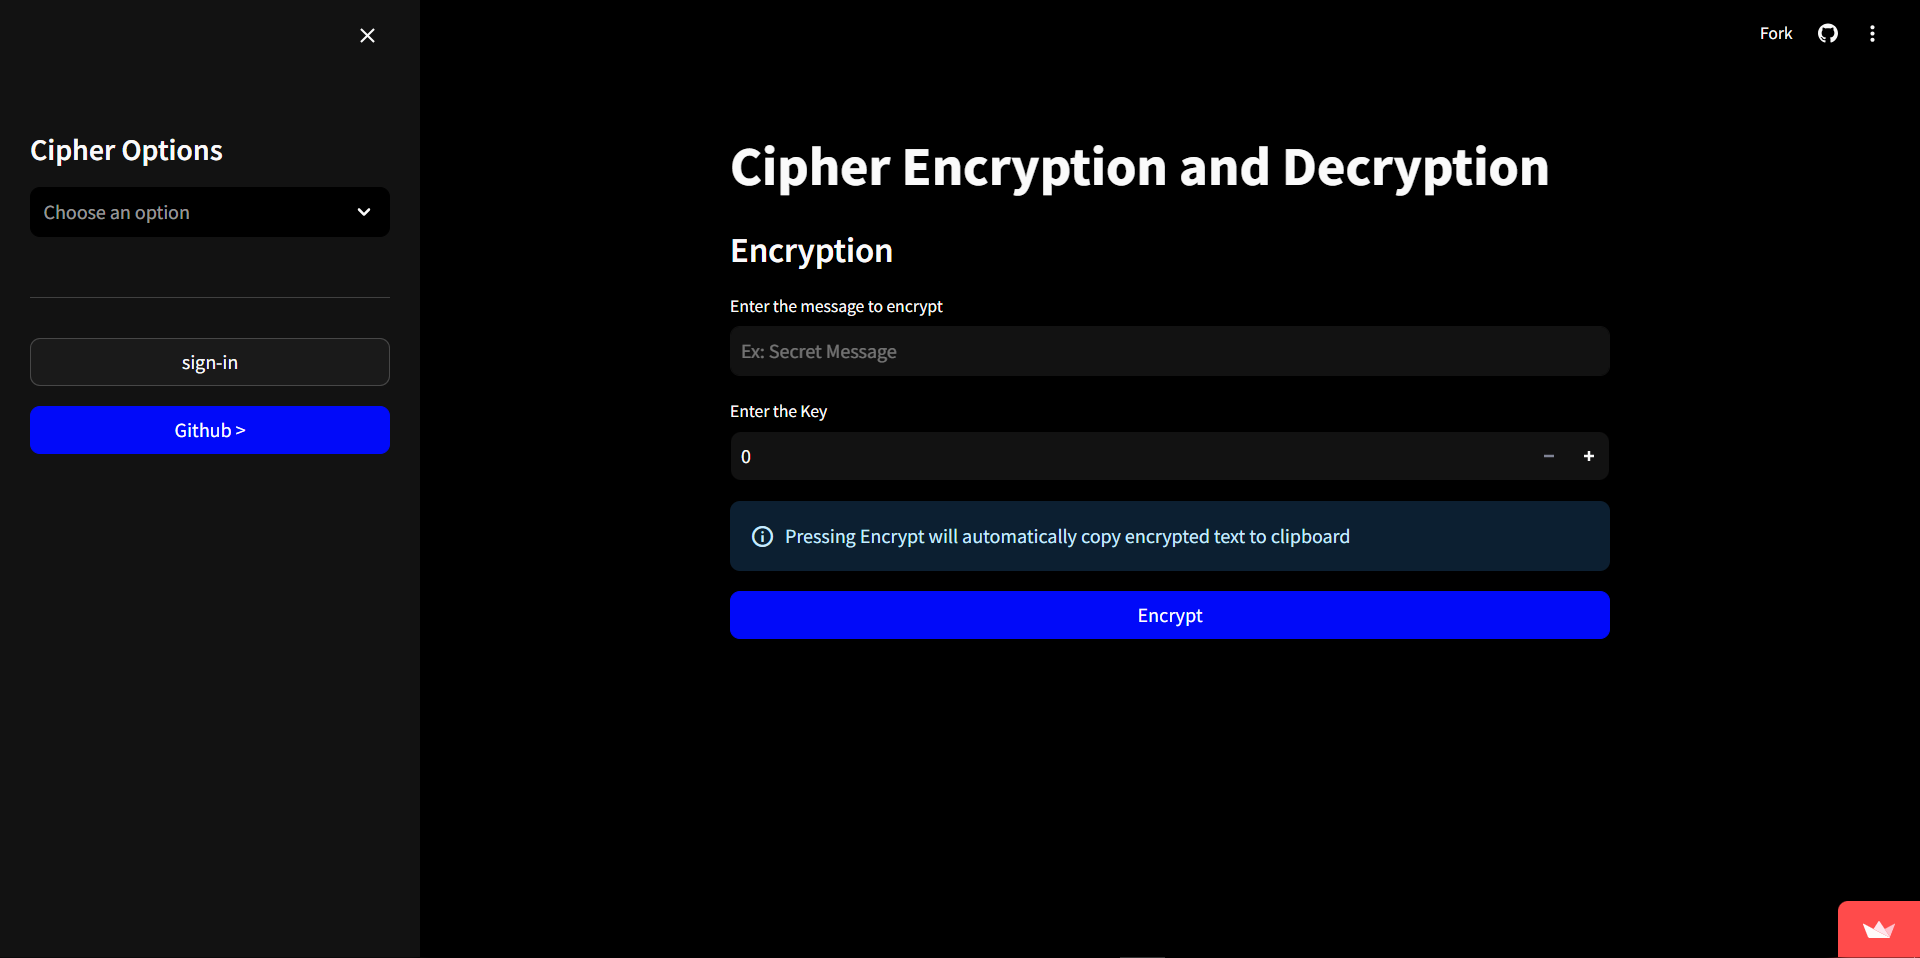 Cipher Options
Choose an option
sign-in
Github >
Fork
Cipher Encryption and Decryption
Encryption
Enter the message to encrypt
Ex: Secret Message
Enter the Key
0
Pressing Encrypt will automatically copy encrypted text to clipboard
Encrypt